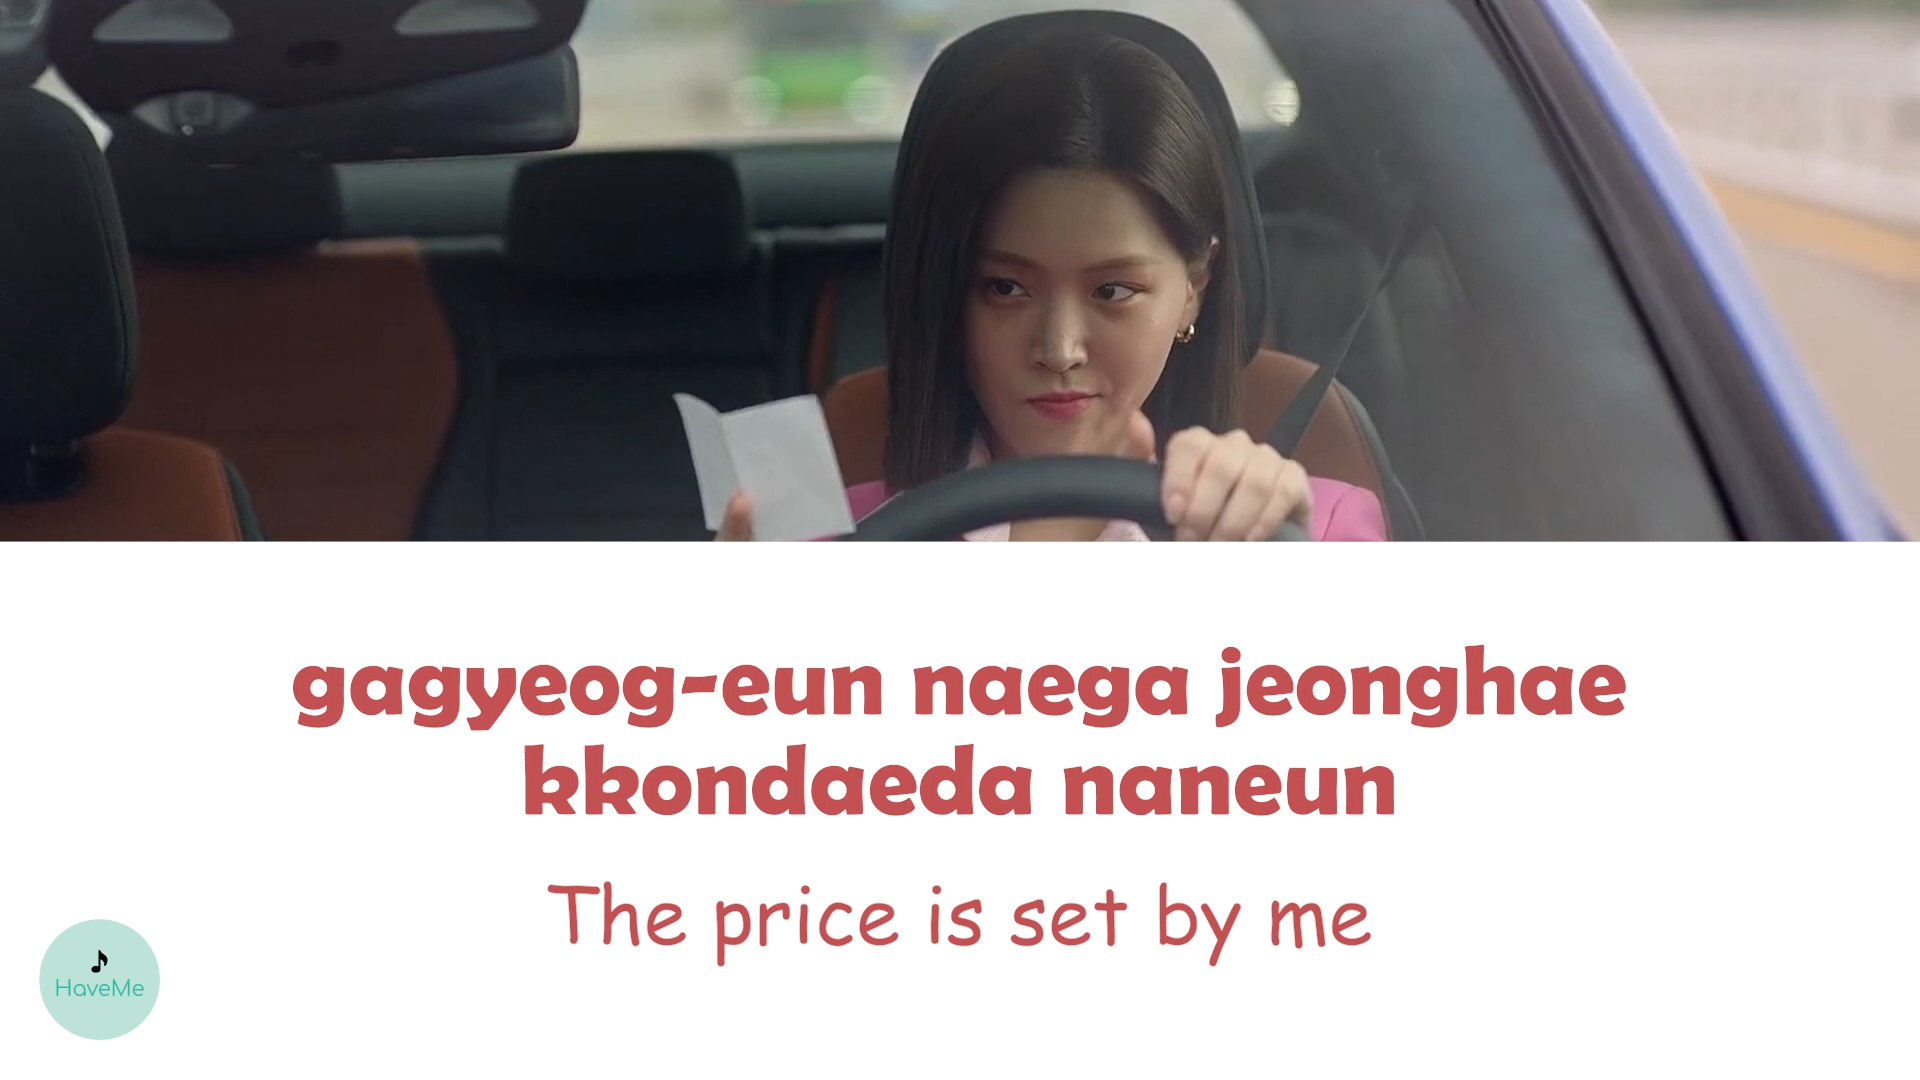 gagyeog-eun naega jeonghae
kkondaeda naneun
The price is set by me
HaveMe